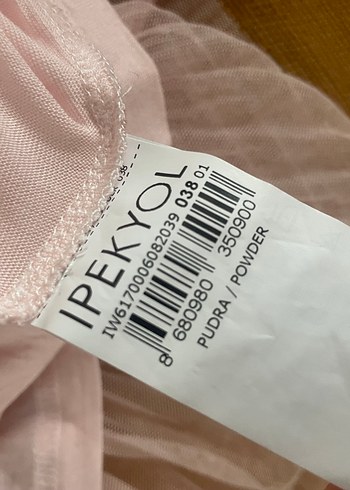 IPEKYOL
IW6170006082039 038 01
8 680980 350900
PUDRA // POWDER